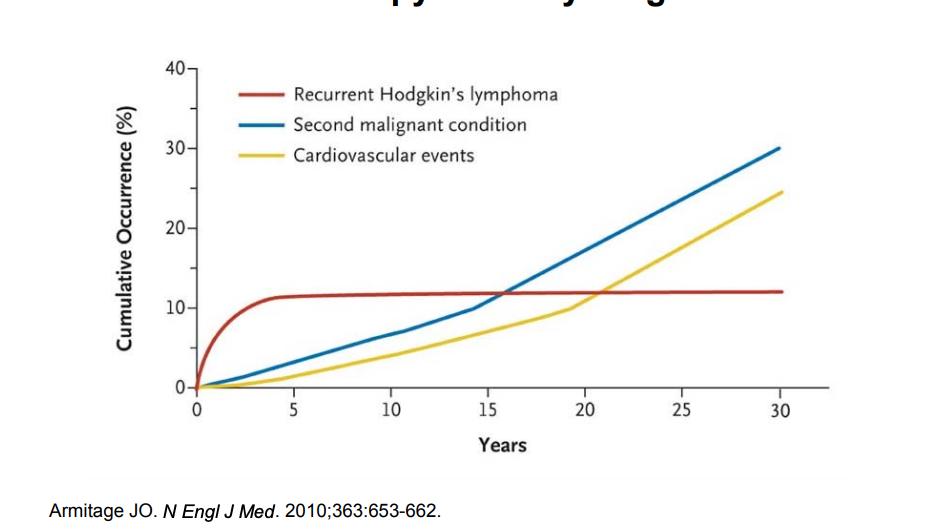 40
Recurrent Hodgkin's lymphoma
Second malignant condition
Cardiovascular events
30
20
10
0
Cumulative Occurrence (%)
0 5 10 15 20 25 30
Years
Armitage JO. N Engl J Med. 2010;363:653-662.